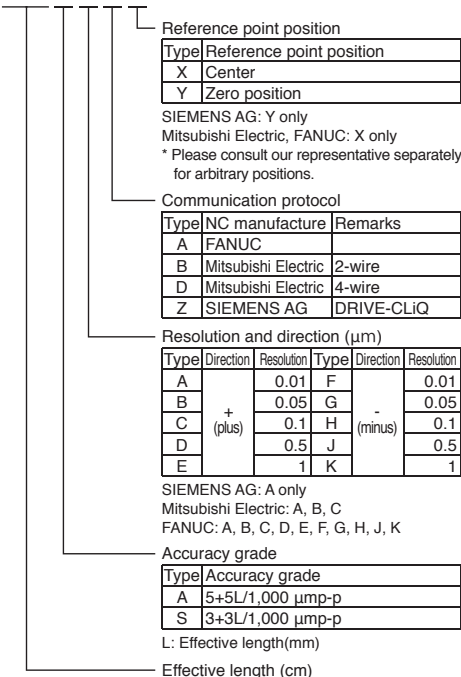 Reference point position
Type Reference point position
X Center
Y Zero position
SIEMENS AG: Y only
Mitsubishi Electric, FANUC: X only
* Please consult our representative separately
for arbitrary positions.
Communication protocol
Type NC manufacture Remarks
A FANUC
B Mitsubishi Electric 2-wire
D Mitsubishi Electric 4-wire
Z SIEMENS AG DRIVE-CLiQ
Resolution and direction (μm)
Type Direction Resolution Type Direction Resolution
A + (plus) 0.01 F - (minus) 0.01
B 0.05 G 0.05
C 0.1 H 0.1
D 0.5 J 0.5
E 1 K 1
SIEMENS AG: A only
Mitsubishi Electric: A, B, C
FANUC: A, B, C, D, E, F, G, H, J, K
Accuracy grade
Type Accuracy grade
A 5+5L/1,000 μmp-p
S 3+3L/1,000 μmp-p
L: Effective length(mm)
Effective length (cm)